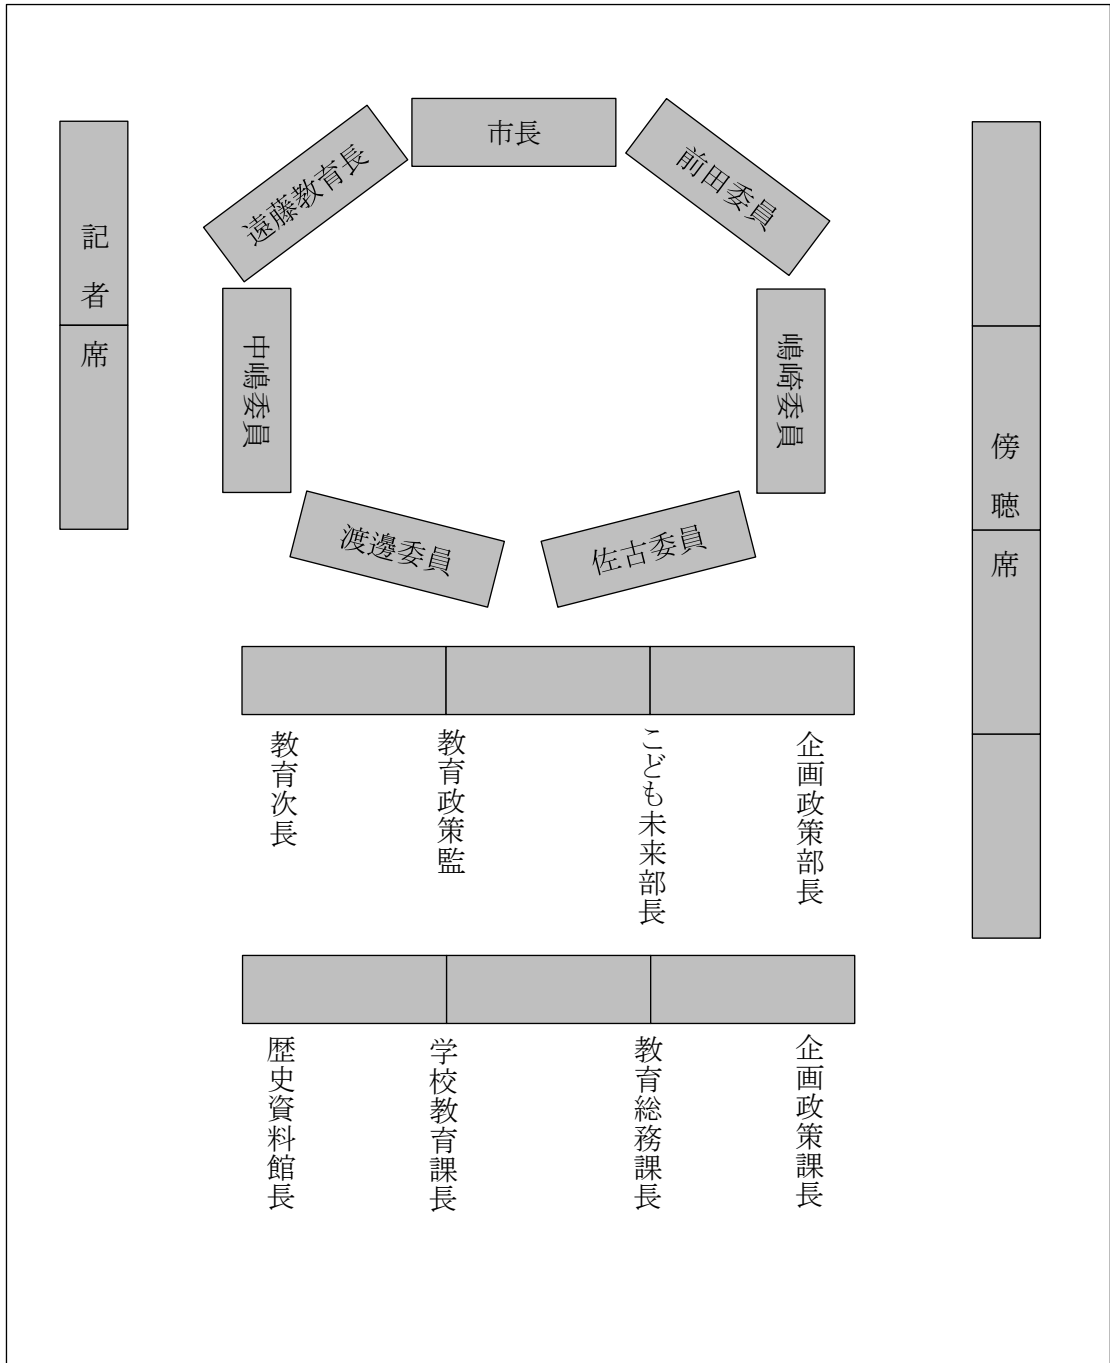 市長
遠藤教育長
前田委員
記者席
中嶋委員
嶋崎委員
傍聴席
渡邊委員
佐古委員
教育次長
教育政策監
こども未来部長
企画政策部長
歴史資料館長
学校教育課長
教育総務課長
企画政策課長